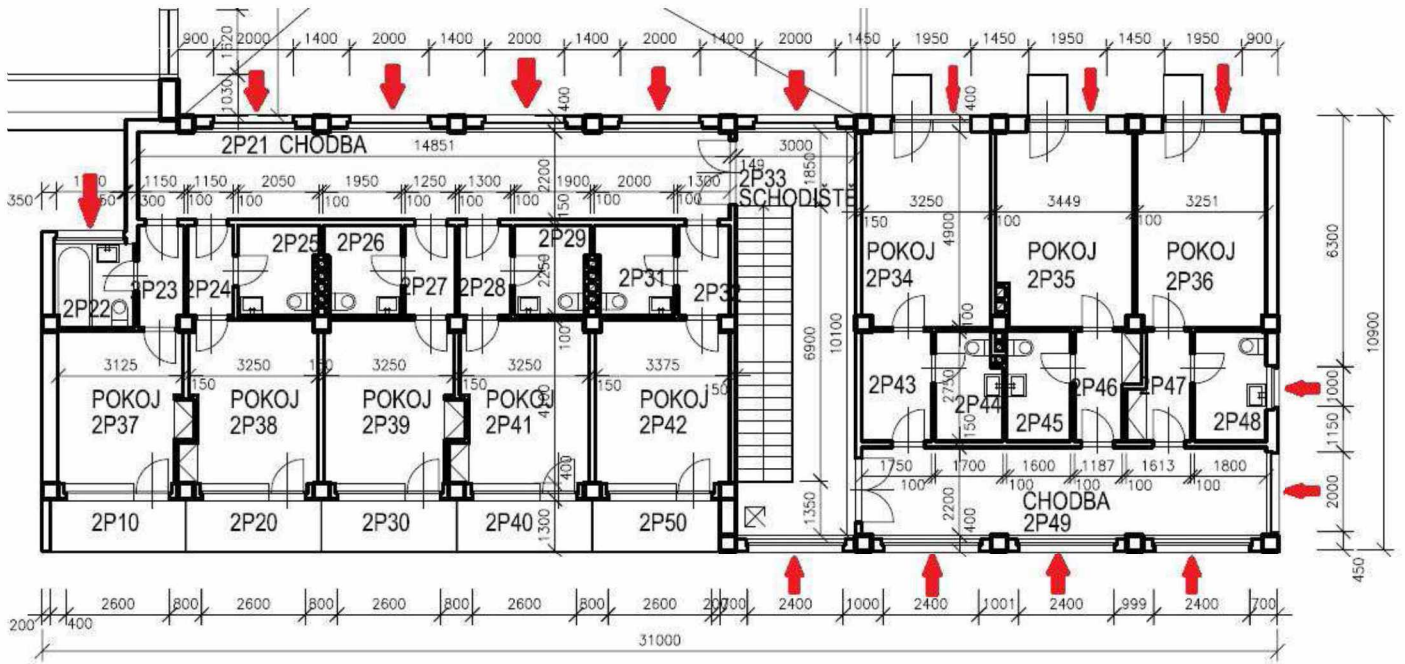 900 2000 1400 2000 1400 2000 1400 2000 1400 2000 1450 1950 1450 1950 1450 1950 900
1620
1030
400
400
2P21 CHODBA
14851
3000
149
2P33
SCHODIŠTĚ
1850
2200
350
1150 1150 2050 1950 1250 1300 1900 2000 1300
300 100 100 100 100 100 100 100 100
150
150 3250 100 3449 100 3251
4900
6300
10900
POKOJ
2P34
POKOJ
2P35
POKOJ
2P36
2P22
2P23
2P24
2P25
2P26
2P27
2P28
2P29
2P31
2P32
2250
100
100
6900
10100
3125 3250 3250 3250 3375
150 150 150 150
POKOJ
2P37
POKOJ
2P38
POKOJ
2P39
POKOJ
2P41
POKOJ
2P42
4200
400
2P43
2P44
2P45
2P46
2P47
2P48
2750
150
1000
1150
2000
450
1750 1700 1600 1187 1613 1800
100 100 100 100 100
CHODBA
2P49
2200
400
1350
2P10
2P20
2P30
2P40
2P50
1300
2600 800 2600 800 2600 800 2600 800 2600 200 700 2400 1000 2400 1001 2400 999 2400 700
200 400
31000